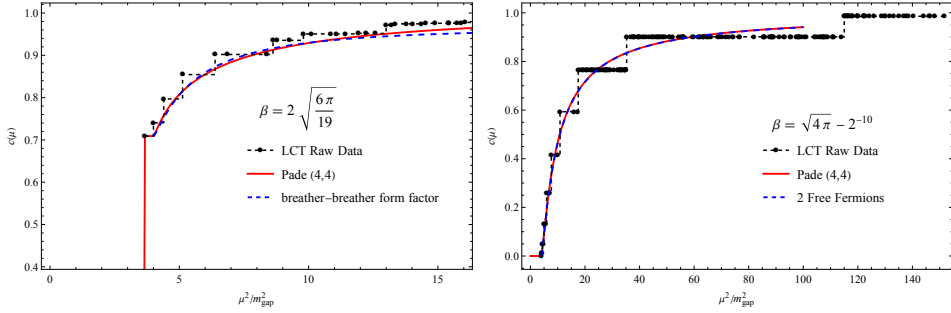 1.0
0.9
0.8
0.7
0.6
0.5
0.4
c(μ)
β = 2 √(6 π / 19)
LCT Raw Data
Pade (4,4)
breather–breather form factor
0 5 10 15
μ²/m²gap
1.0
0.8
0.6
0.4
0.2
0.0
c(μ)
β = √(4 π) − 2⁻¹⁰
LCT Raw Data
Pade (4,4)
2 Free Fermions
0 20 40 60 80 100 120 140
μ²/m²gap